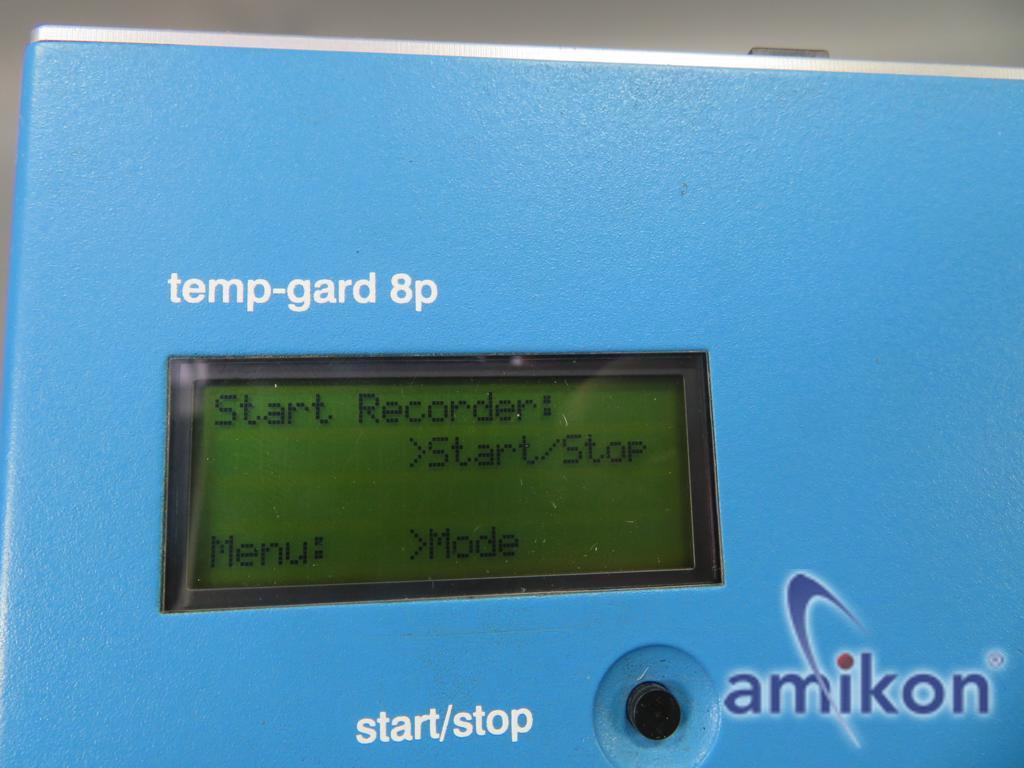 temp-gard 8p
Start Recorder:
>Start/Stop
Menu: >Mode
start/stop
amikon®